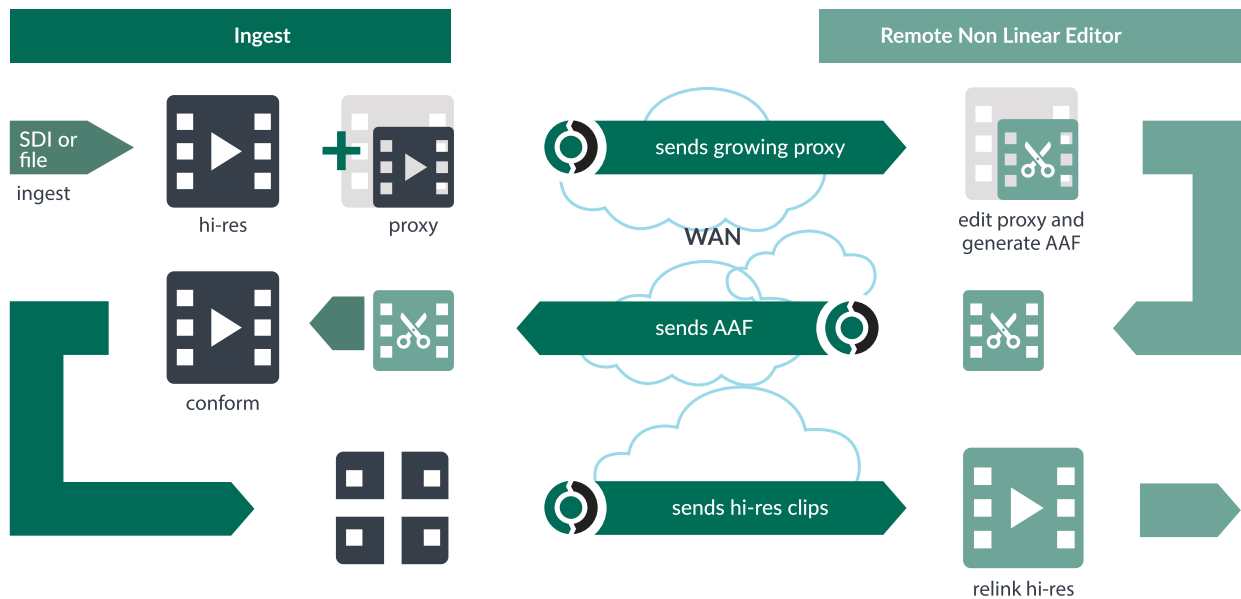 Ingest
Remote Non Linear Editor
SDI or
file
ingest
hi-res
proxy
sends growing proxy
edit proxy and
generate AAF
WAN
sends AAF
conform
sends hi-res clips
relink hi-res